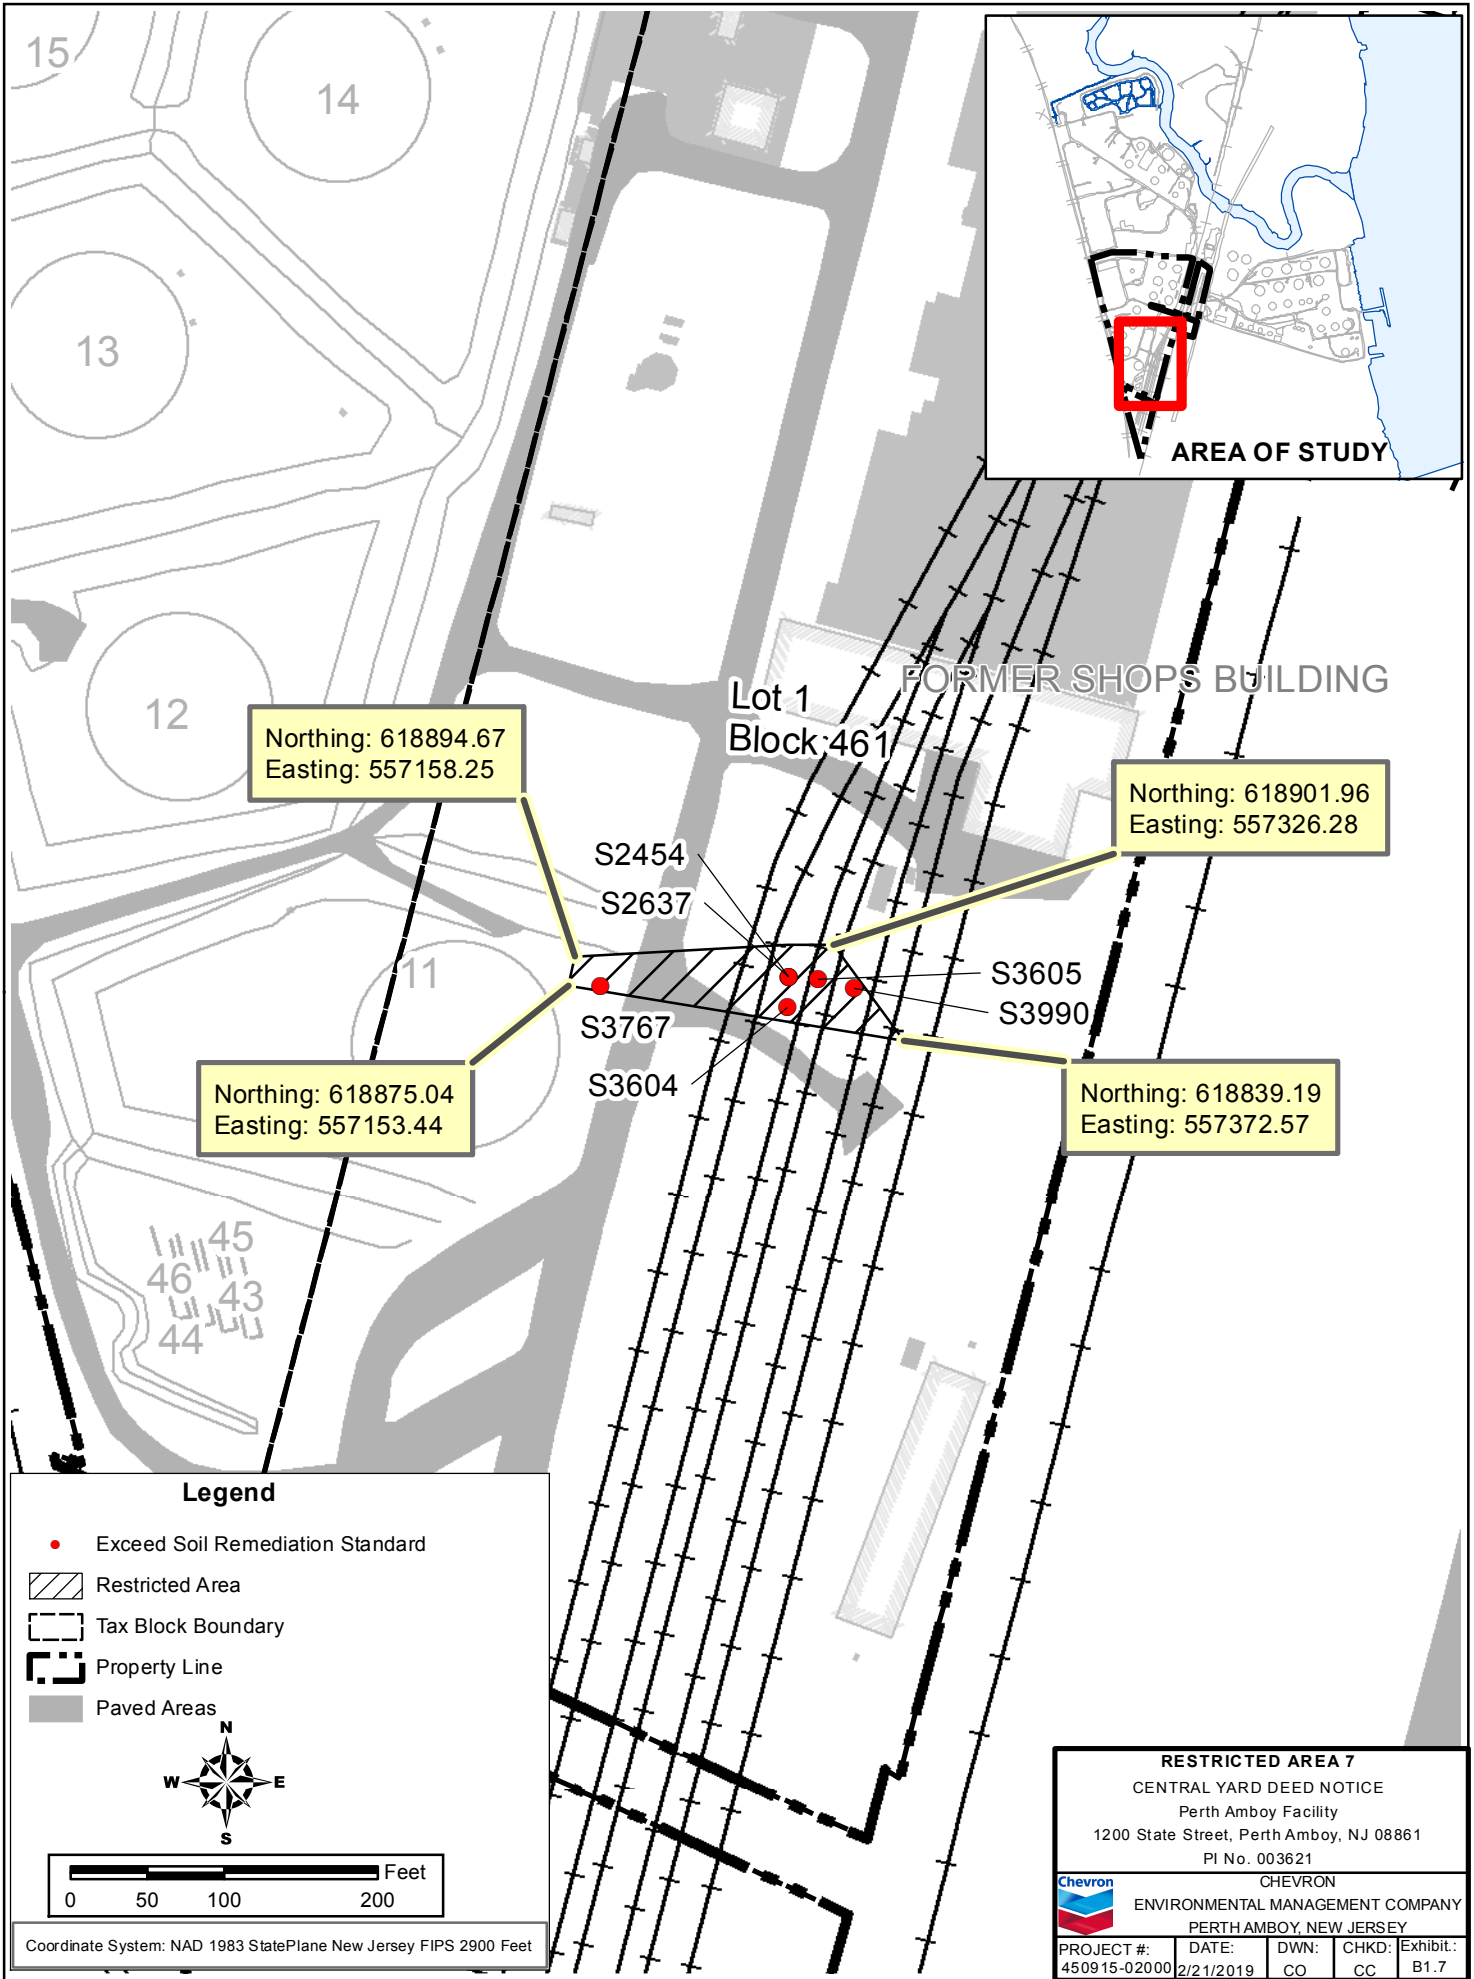 15
14
13
12
11
45
46
43
44
AREA OF STUDY
FORMER SHOPS BUILDING
Lot 1
Block 461
Northing: 618894.67
Easting: 557158.25
Northing: 618901.96
Easting: 557326.28
S2454
S2637
S3605
S3990
S3767
S3604
Northing: 618875.04
Easting: 557153.44
Northing: 618839.19
Easting: 557372.57
Legend
Exceed Soil Remediation Standard
Restricted Area
Tax Block Boundary
Property Line
Paved Areas
N
W E
S
Feet
0 50 100 200
Coordinate System: NAD 1983 StatePlane New Jersey FIPS 2900 Feet
RESTRICTED AREA 7
CENTRAL YARD DEED NOTICE
Perth Amboy Facility
1200 State Street, Perth Amboy, NJ 08861
PI No. 003621
Chevron
CHEVRON
ENVIRONMENTAL MANAGEMENT COMPANY
PERTH AMBOY, NEW JERSEY
PROJECT #: DATE: DWN: CHKD: Exhibit.:
450915-02000 2/21/2019 CO CC B1.7